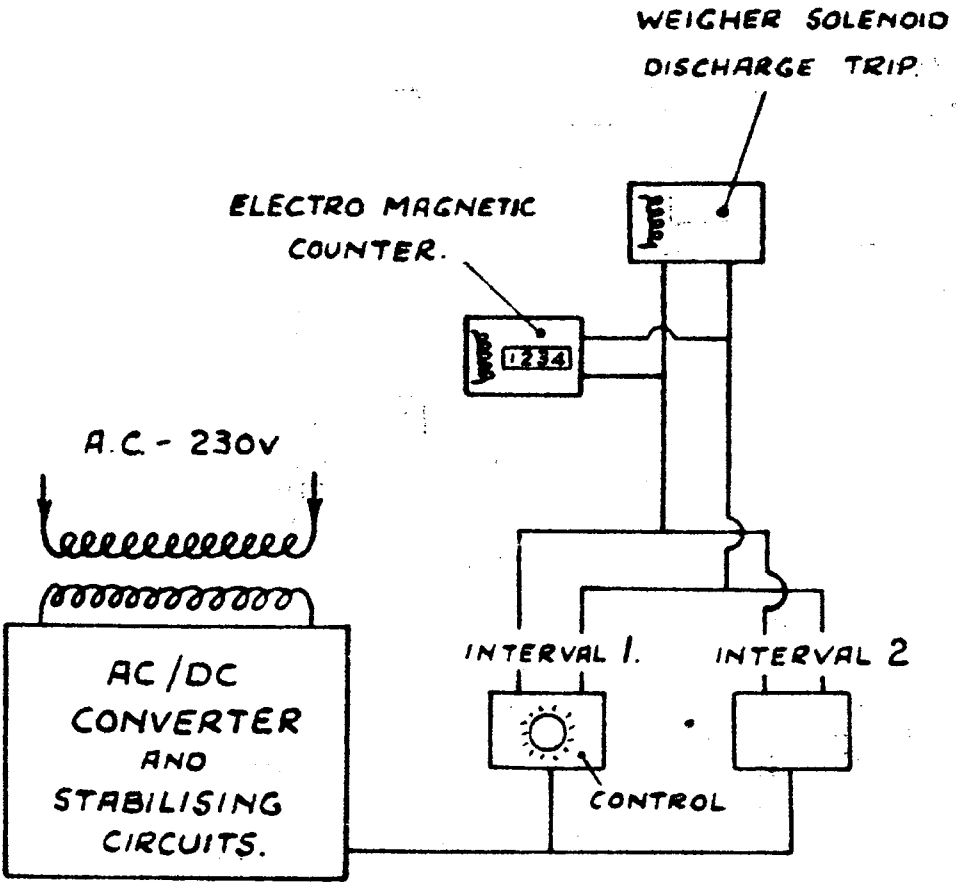 WEIGHER SOLENOID
DISCHARGE TRIP.
ELECTRO MAGNETIC
COUNTER.
1234
A.C. - 230V
AC/DC
CONVERTER
AND
STABILISING
CIRCUITS.
INTERVAL 1.
INTERVAL 2
CONTROL